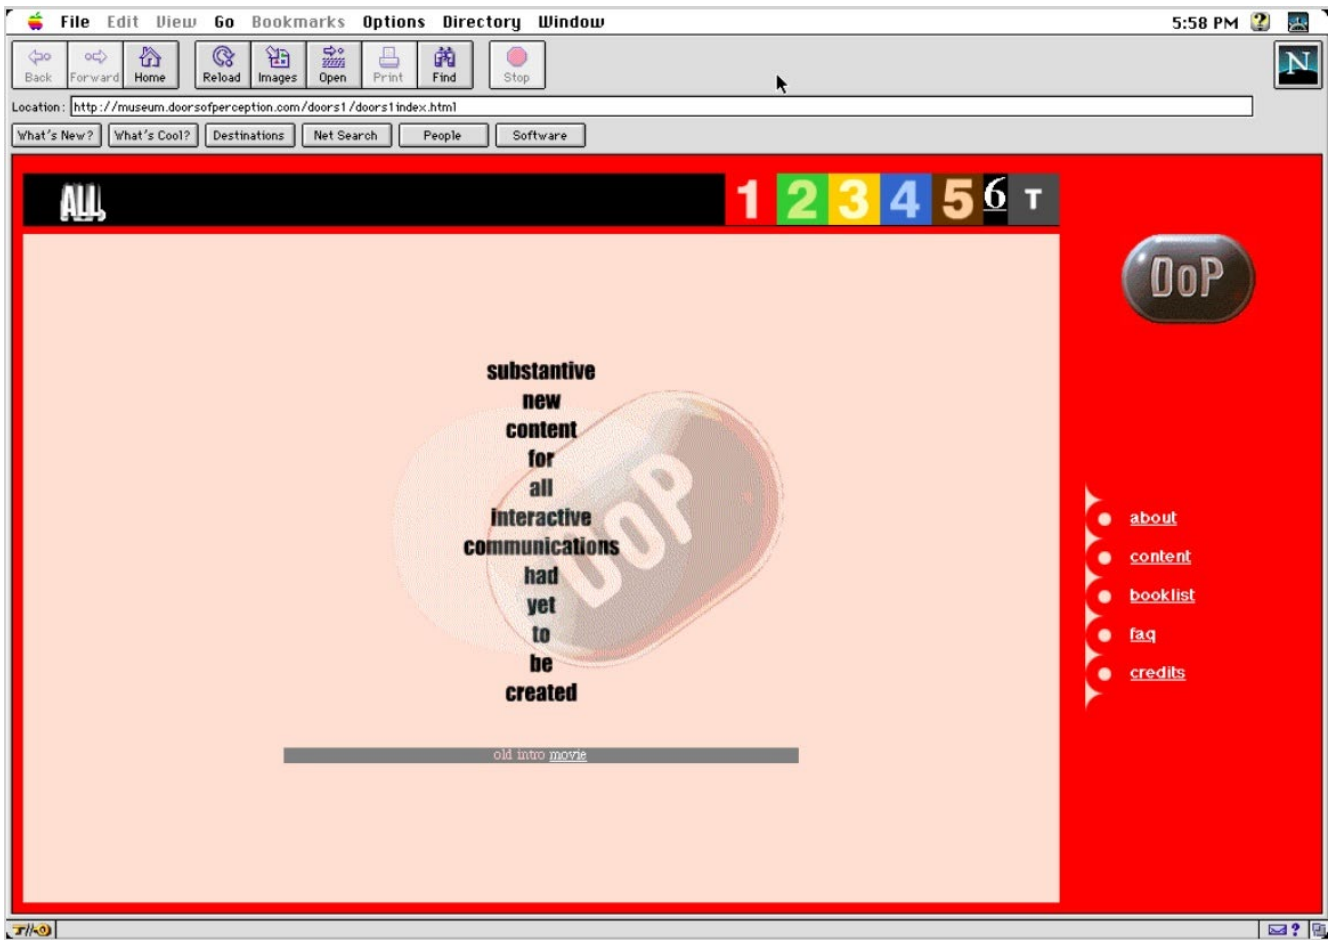 File Edit View Go Bookmarks Options Directory Window 5:58 PM
Back Forward Home Reload Images Open Print Find Stop
N
Location: http://museum.doorsofperception.com/doors1/doors1index.html
What's New? What's Cool? Destinations Net Search People Software
ALL, 1 2 3 4 5 6 T
DoP
substantive
new
content
for
all
interactive
communications
had
yet
to
be
created
DoP
old intro movie
about
content
booklist
faq
credits